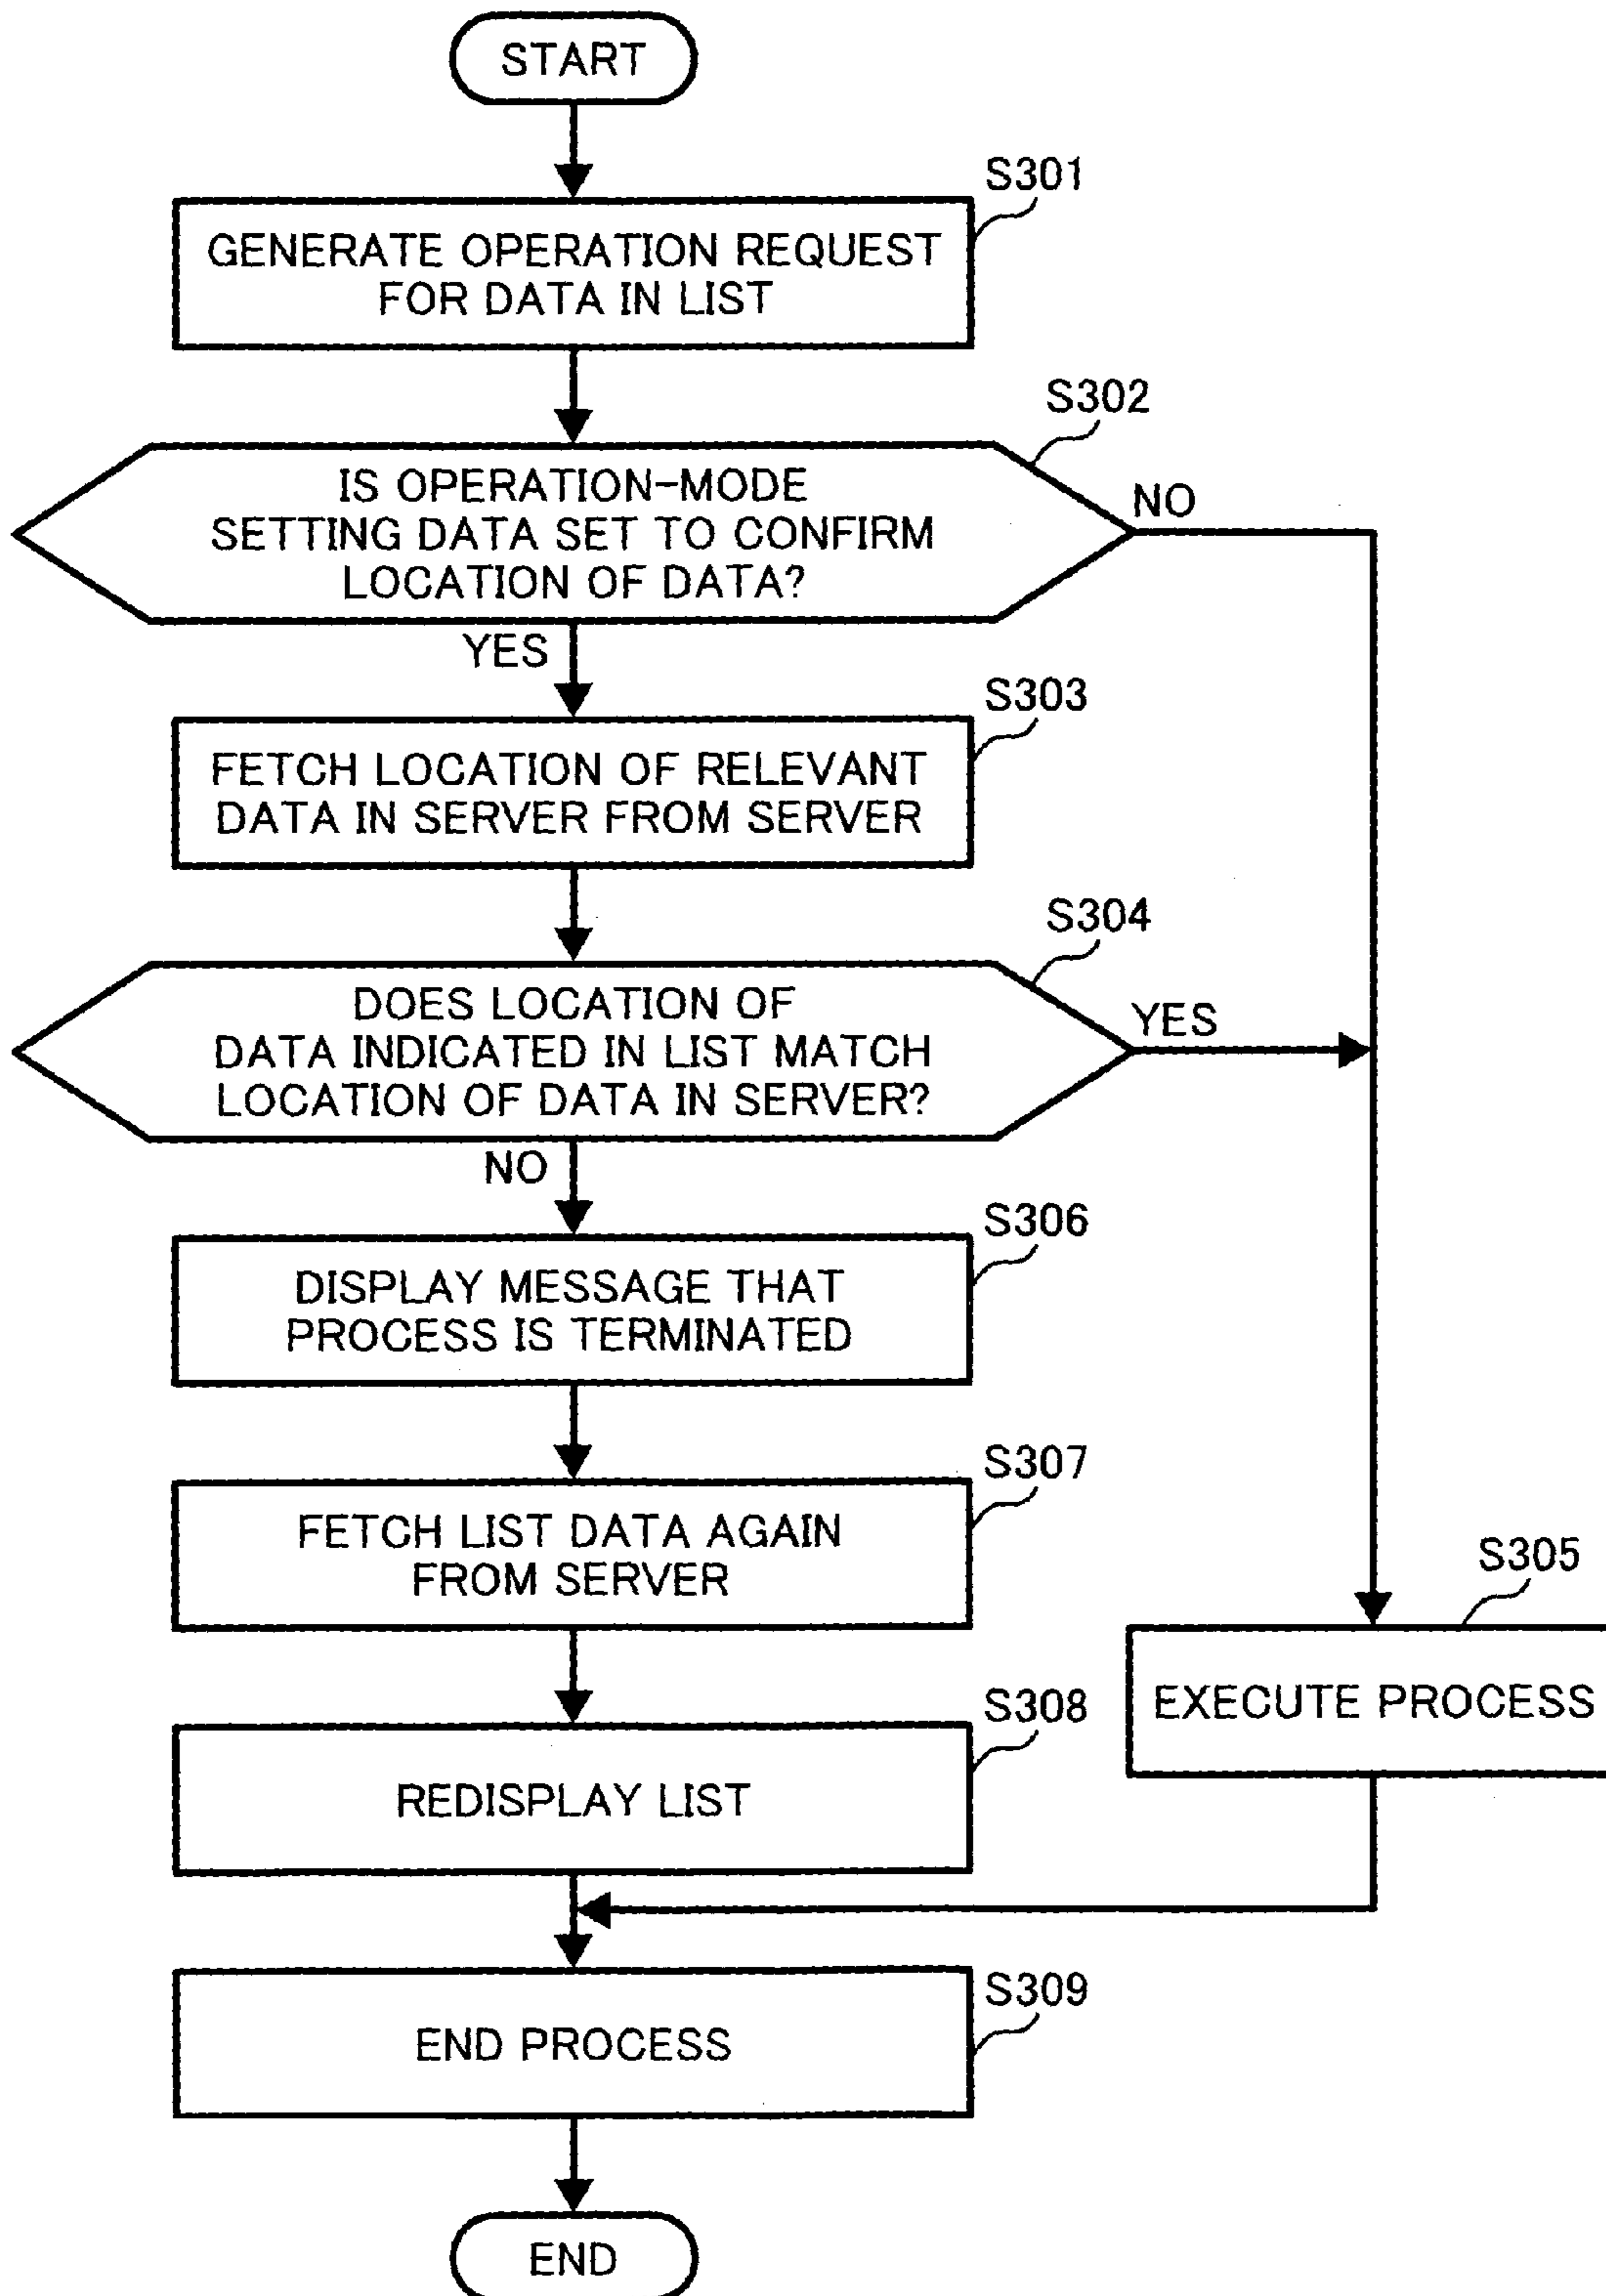 START
S301
GENERATE OPERATION REQUEST
FOR DATA IN LIST
S302
IS OPERATION-MODE
SETTING DATA SET TO CONFIRM
LOCATION OF DATA?
NO
YES
S303
FETCH LOCATION OF RELEVANT
DATA IN SERVER FROM SERVER
S304
DOES LOCATION OF
DATA INDICATED IN LIST MATCH
LOCATION OF DATA IN SERVER?
YES
NO
S306
DISPLAY MESSAGE THAT
PROCESS IS TERMINATED
S307
FETCH LIST DATA AGAIN
FROM SERVER
S305
EXECUTE PROCESS
S308
REDISPLAY LIST
S309
END PROCESS
END